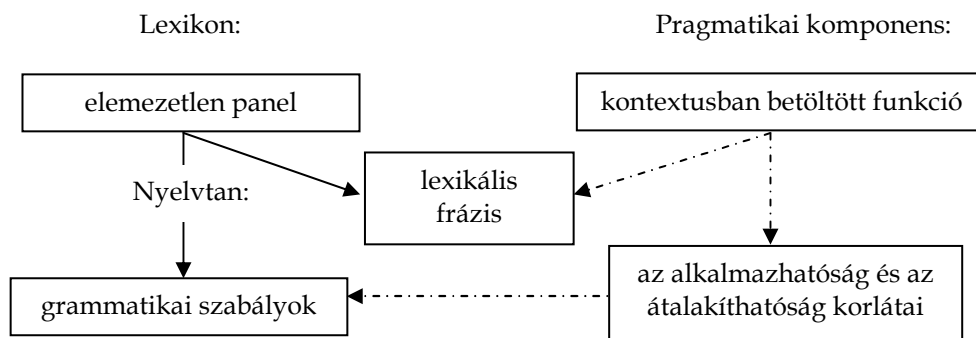 Lexikon:
Pragmatikai komponens:
elemezetlen panel
kontextusban betöltött funkció
lexikális
frázis
Nyelvtan:
grammatikai szabályok
az alkalmazhatóság és az
átalakíthatóság korlátai